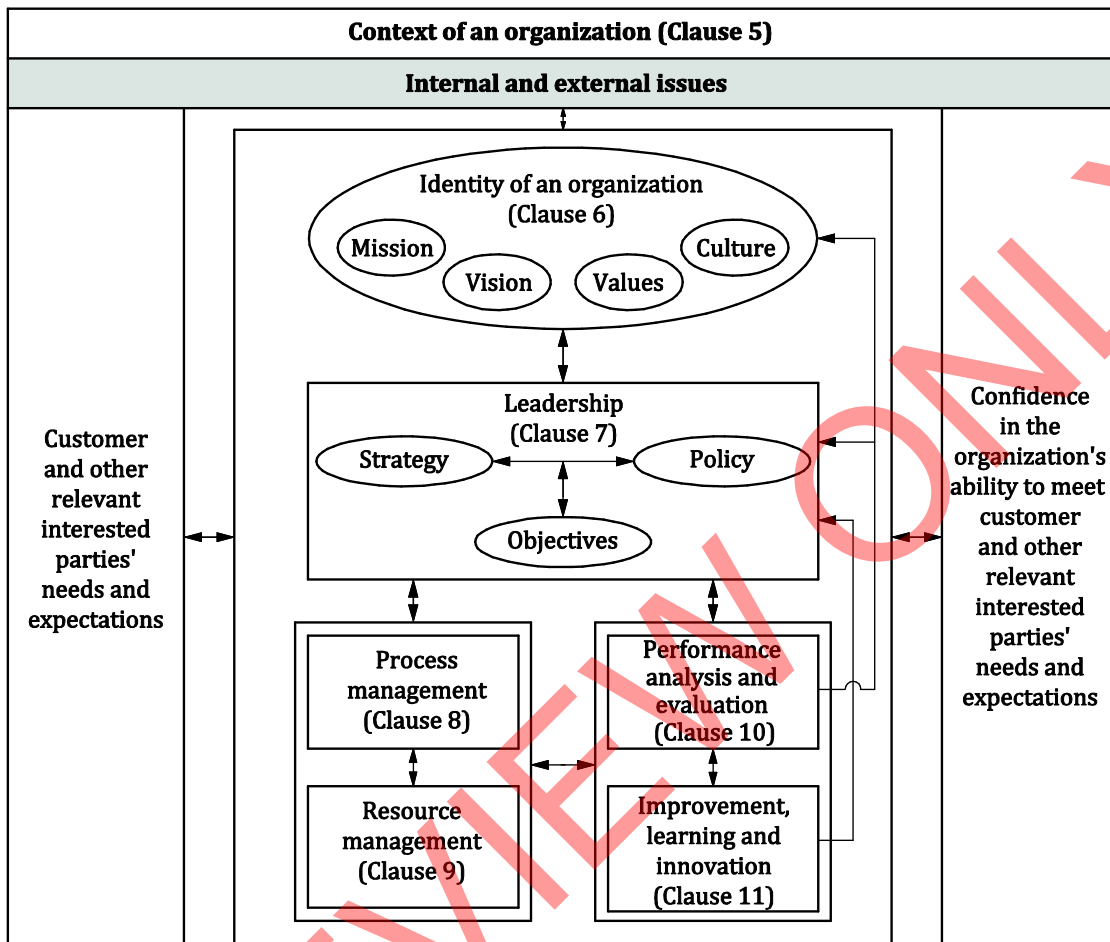 Context of an organization (Clause 5)
Internal and external issues
Customer
and other
relevant
interested
parties'
needs and
expectations
Identity of an organization
(Clause 6)
Mission
Vision
Values
Culture
Leadership
(Clause 7)
Strategy
Policy
Objectives
Process
management
(Clause 8)
Resource
management
(Clause 9)
Performance
analysis and
evaluation
(Clause 10)
Improvement,
learning and
innovation
(Clause 11)
Confidence
in the
organization's
ability to meet
customer
and other
relevant
interested
parties'
needs and
expectations